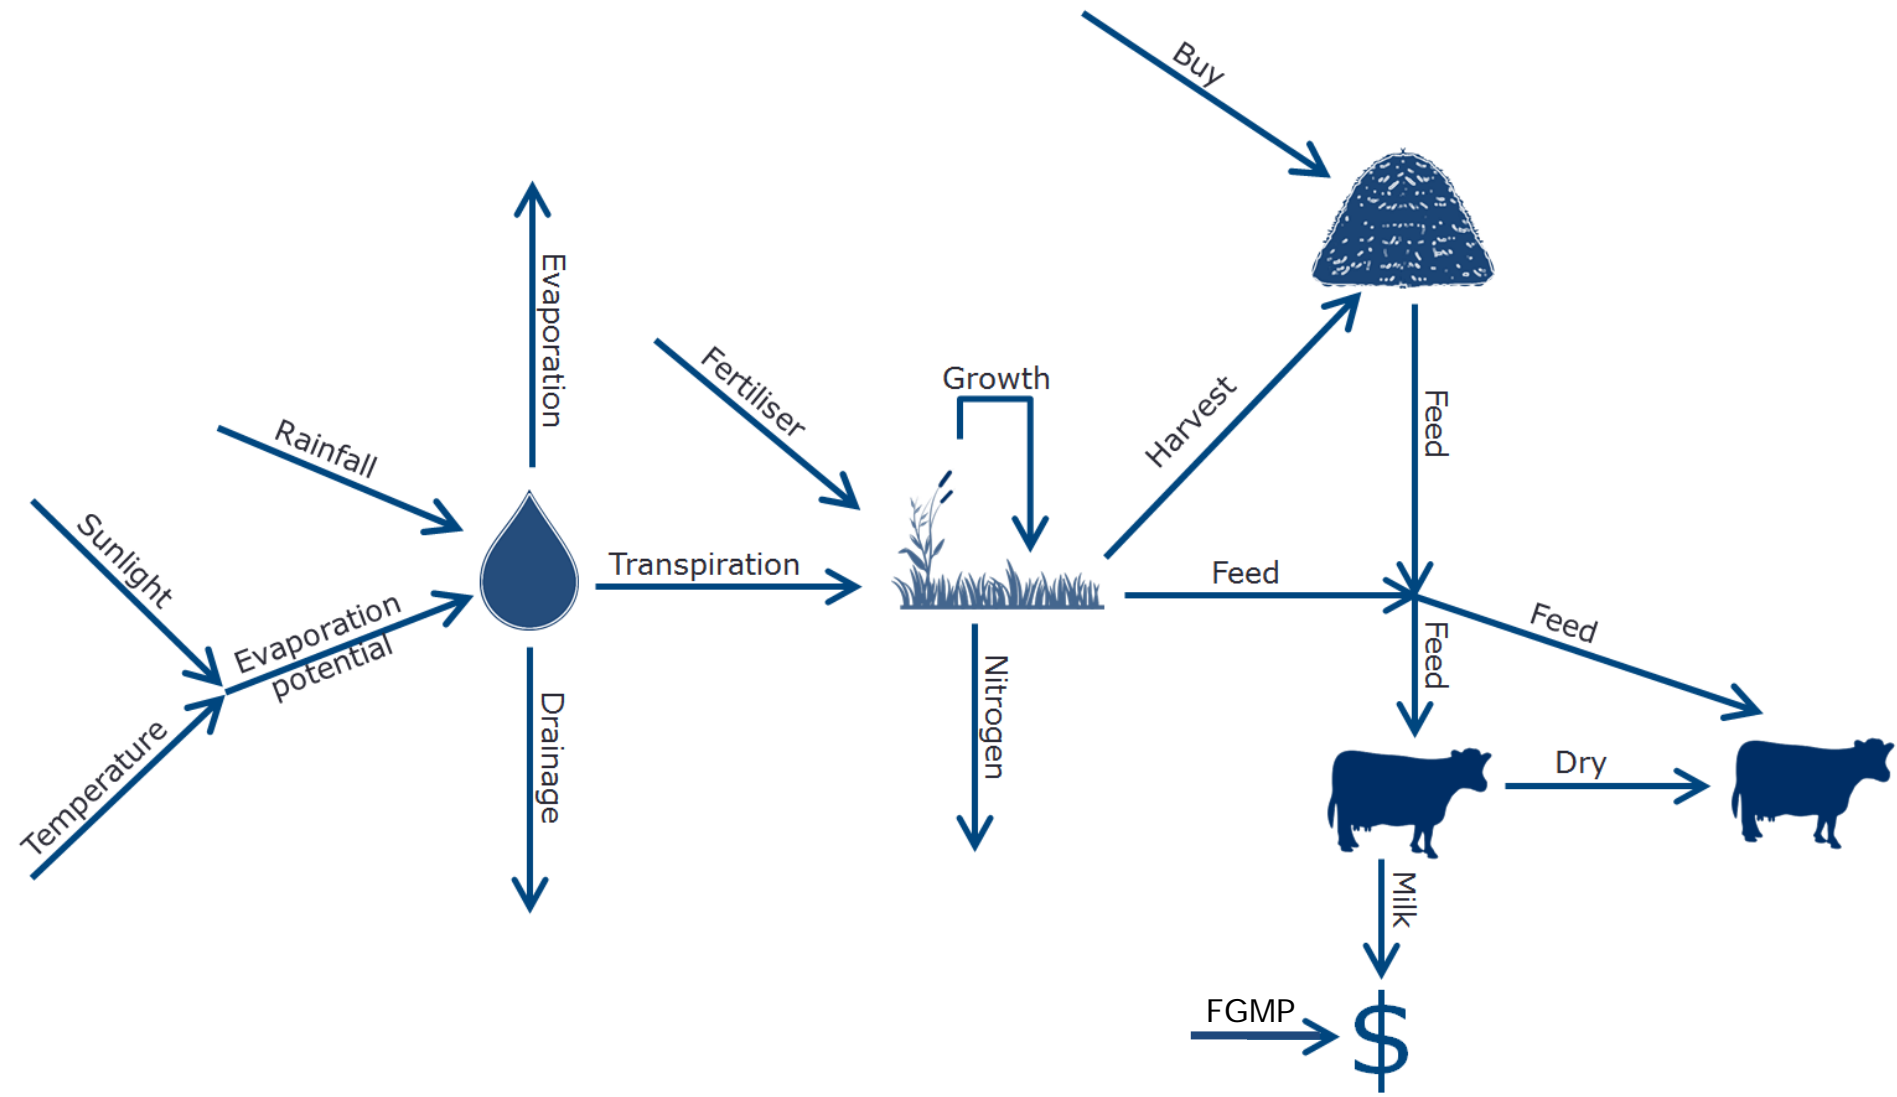 Buy
Evaporation
Fertiliser
Growth
Rainfall
Harvest
Feed
Sunlight
Transpiration
Feed
Evaporation
potential
Feed
Feed
Nitrogen
Temperature
Drainage
Dry
Milk
FGMP
$